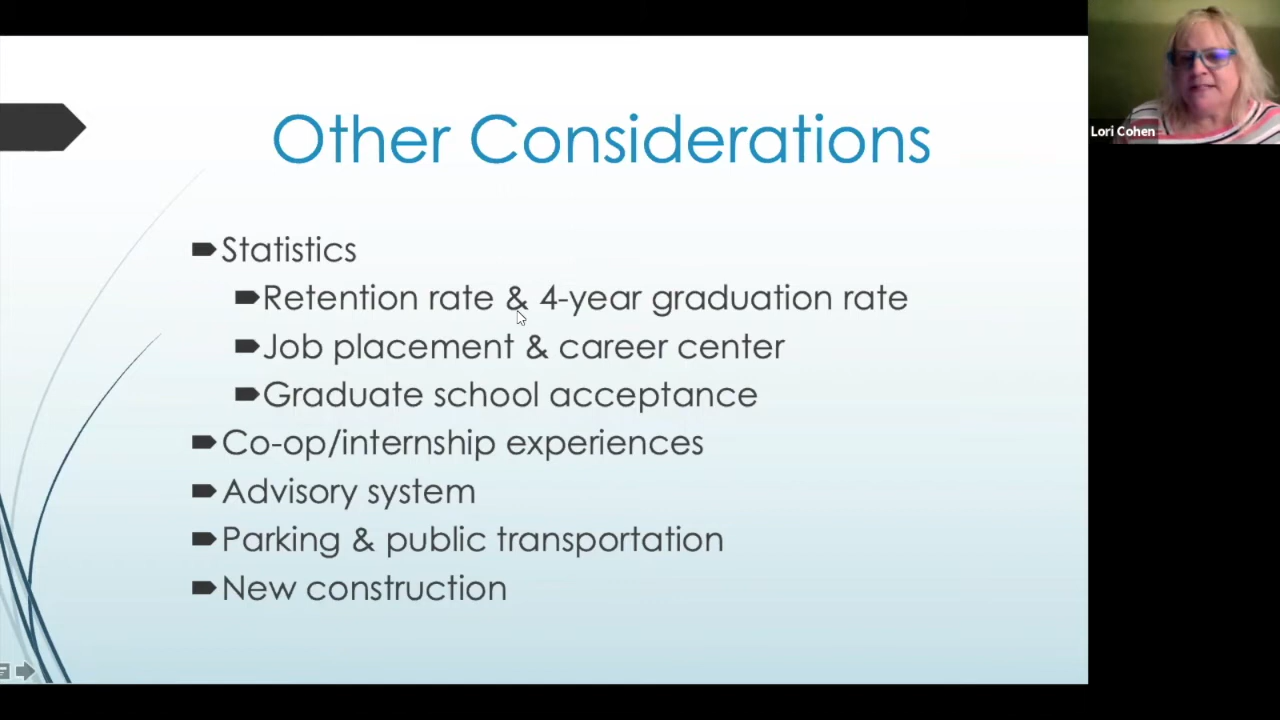 Other Considerations
Statistics
Retention rate & 4-year graduation rate
Job placement & career center
Graduate school acceptance
Co-op/internship experiences
Advisory system
Parking & public transportation
New construction
Lori Cohen